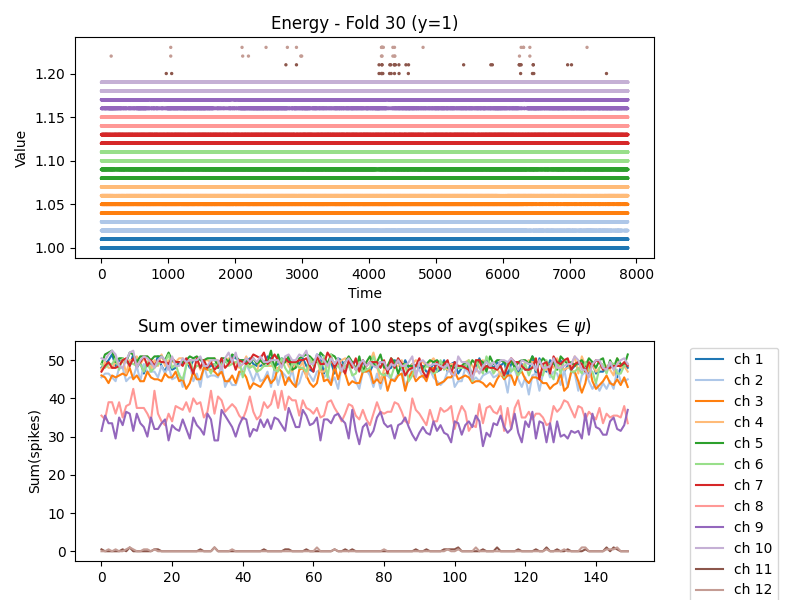 Energy - Fold 30 (y=1)
Value
1.20
1.15
1.10
1.05
1.00
0 1000 2000 3000 4000 5000 6000 7000 8000
Time
Sum over timewindow of 100 steps of avg(spikes ∈ ψ)
Sum(spikes)
50
40
30
20
10
0
0 20 40 60 80 100 120 140
ch 1
ch 2
ch 3
ch 4
ch 5
ch 6
ch 7
ch 8
ch 9
ch 10
ch 11
ch 12